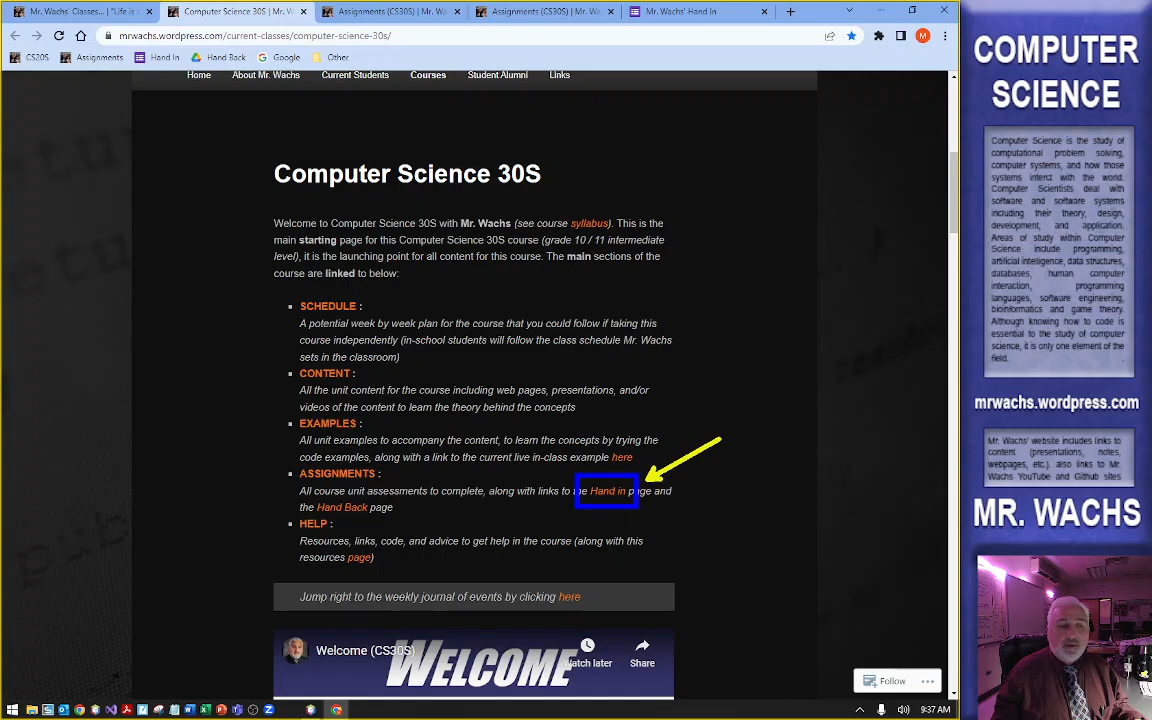 Mr. Wachs' Classes... | "Life is a
Computer Science 30S | Mr. W
Assignments (CS30S) | Mr. Wa
Assignments (CS30S) | Mr. Wa
Mr. Wachs' Hand In
mrwachs.wordpress.com/current-classes/computer-science-30s/
M
CS20S
Assignments
Hand In
Hand Back
Google
Other
Home
About Mr. Wachs
Current Students
Courses
Student Alumni
Links
Computer Science 30S
Welcome to Computer Science 30S with Mr. Wachs (see course syllabus). This is the
main starting page for this Computer Science 30S course (grade 10 / 11 intermediate
level), it is the launching point for all content for this course. The main sections of the
course are linked to below:
SCHEDULE :
A potential week by week plan for the course that you could follow if taking this
course independently (in-school students will follow the class schedule Mr. Wachs
sets in the classroom)
CONTENT :
All the unit content for the course including web pages, presentations, and/or
videos of the content to learn the theory behind the concepts
EXAMPLES :
All unit examples to accompany the content, to learn the concepts by trying the
code examples, along with a link to the current live in-class example here
ASSIGNMENTS :
All course unit assessments to complete, along with links to the Hand in page and
the Hand Back page
HELP :
Resources, links, code, and advice to get help in the course (along with this
resources page)
Jump right to the weekly journal of events by clicking here
Welcome (CS30S)
WELCOME
Watch later
Share
Follow
9:37 AM
COMPUTER
SCIENCE
Computer Science is the study of
computational problem solving,
computer systems, and how those
systems interct with the world.
Computer Scientists deal with
software and software systems
including their theory, design,
development, and application.
Areas of study within Computer
Science include programming,
artificial intelligence, data structures,
databases, human computer
interaction, programming
languages, software engineering,
bioinformatics and game theory.
Although knowing how to code is
essential to the study of computer
science, it is only one element of the
field.
mrwachs.wordpress.com
Mr. Wachs' website includes links to
content (presentations, notes,
webpages, etc). also links to Mr.
Wachs YouTube and Github sites
MR. WACHS